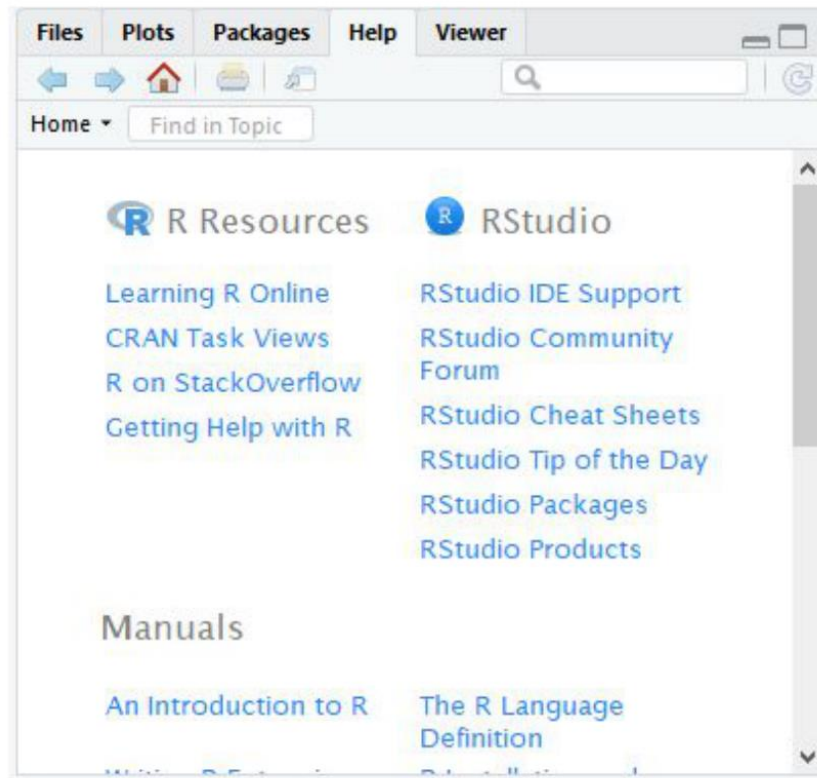 Files Plots Packages Help Viewer
Home Find in Topic
R R Resources
Learning R Online
CRAN Task Views
R on StackOverflow
Getting Help with R
R RStudio
RStudio IDE Support
RStudio Community
Forum
RStudio Cheat Sheets
RStudio Tip of the Day
RStudio Packages
RStudio Products
Manuals
An Introduction to R
The R Language
Definition